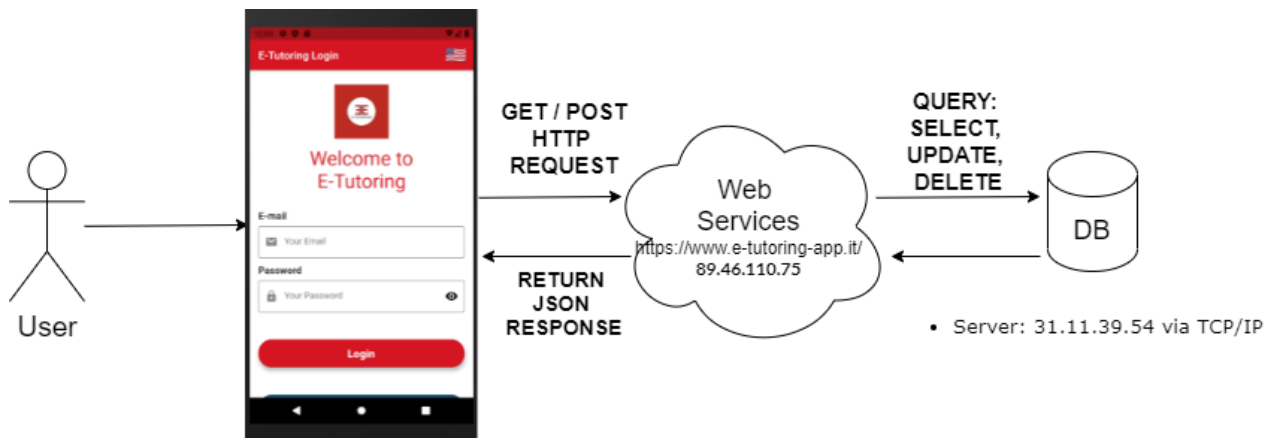 User
E-Tutoring Login
Welcome to
E-Tutoring
E-mail
Your Email
Password
Your Password
Login
GET / POST
HTTP
REQUEST
RETURN
JSON
RESPONSE
Web
Services
https://www.e-tutoring-app.it/
89.46.110.75
QUERY:
SELECT,
UPDATE,
DELETE
DB
• Server: 31.11.39.54 via TCP/IP